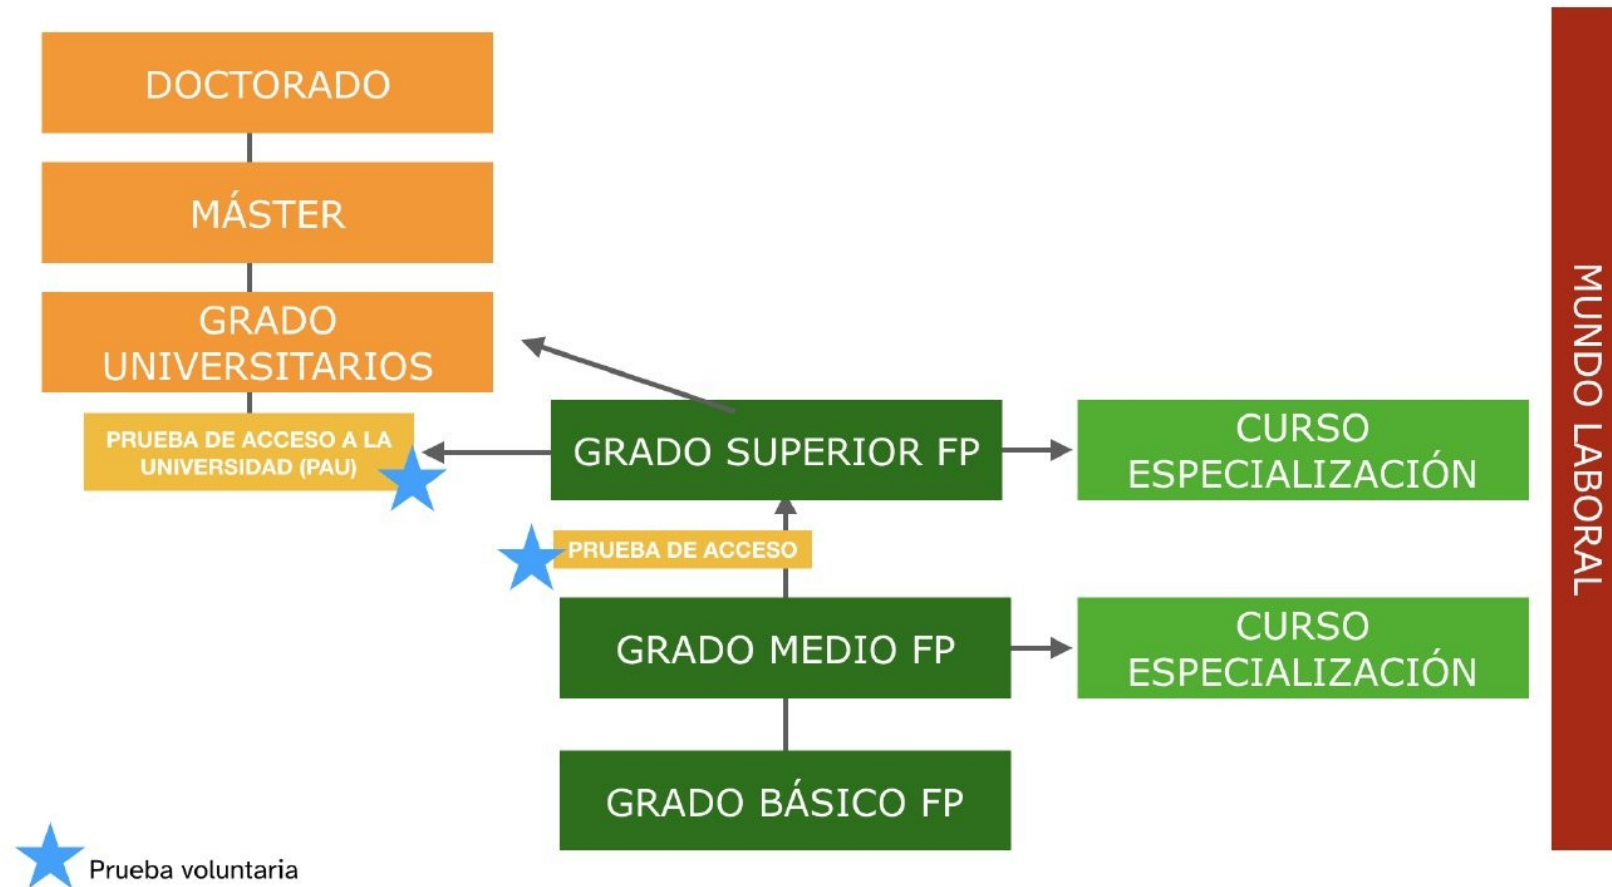 DOCTORADO
MÁSTER
GRADO
UNIVERSITARIOS
PRUEBA DE ACCESO A LA
UNIVERSIDAD (PAU)
GRADO SUPERIOR FP
CURSO
ESPECIALIZACIÓN
PRUEBA DE ACCESO
GRADO MEDIO FP
CURSO
ESPECIALIZACIÓN
GRADO BÁSICO FP
MUNDO LABORAL
Prueba voluntaria